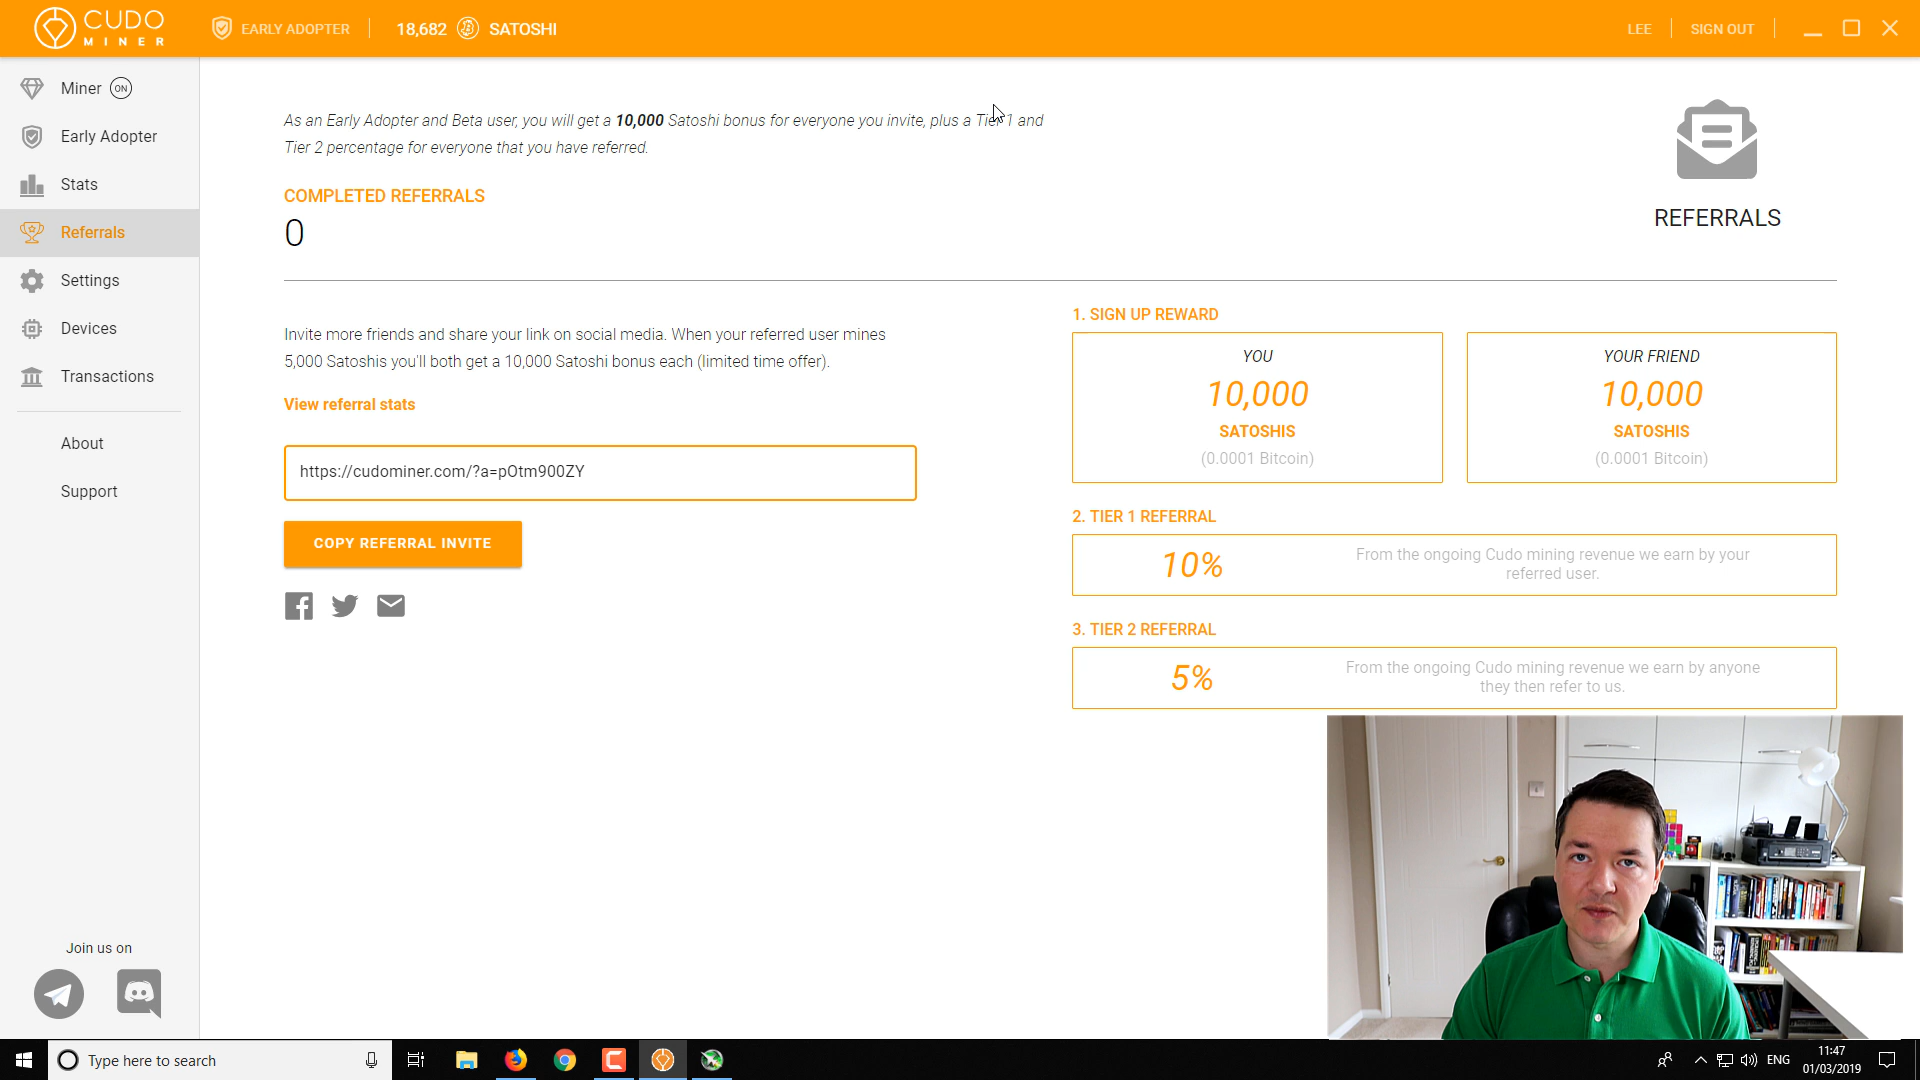 CUDO
MINER
EARLY ADOPTER
18,682 SATOSHI
LEE
SIGN OUT
Miner ON
Early Adopter
Stats
Referrals
Settings
Devices
Transactions
About
Support
Join us on
As an Early Adopter and Beta user, you will get a 10,000 Satoshi bonus for everyone you invite, plus a Tier 1 and
Tier 2 percentage for everyone that you have referred.
COMPLETED REFERRALS
0
REFERRALS
Invite more friends and share your link on social media. When your referred user mines
5,000 Satoshis you'll both get a 10,000 Satoshi bonus each (limited time offer).
View referral stats
https://cudominer.com/?a=pOtm900ZY
COPY REFERRAL INVITE
1. SIGN UP REWARD
YOU
10,000
SATOSHIS
(0.0001 Bitcoin)
YOUR FRIEND
10,000
SATOSHIS
(0.0001 Bitcoin)
2. TIER 1 REFERRAL
10%
From the ongoing Cudo mining revenue we earn by your
referred user.
3. TIER 2 REFERRAL
5%
From the ongoing Cudo mining revenue we earn by anyone
they then refer to us.
Type here to search
ENG
11:47
01/03/2019